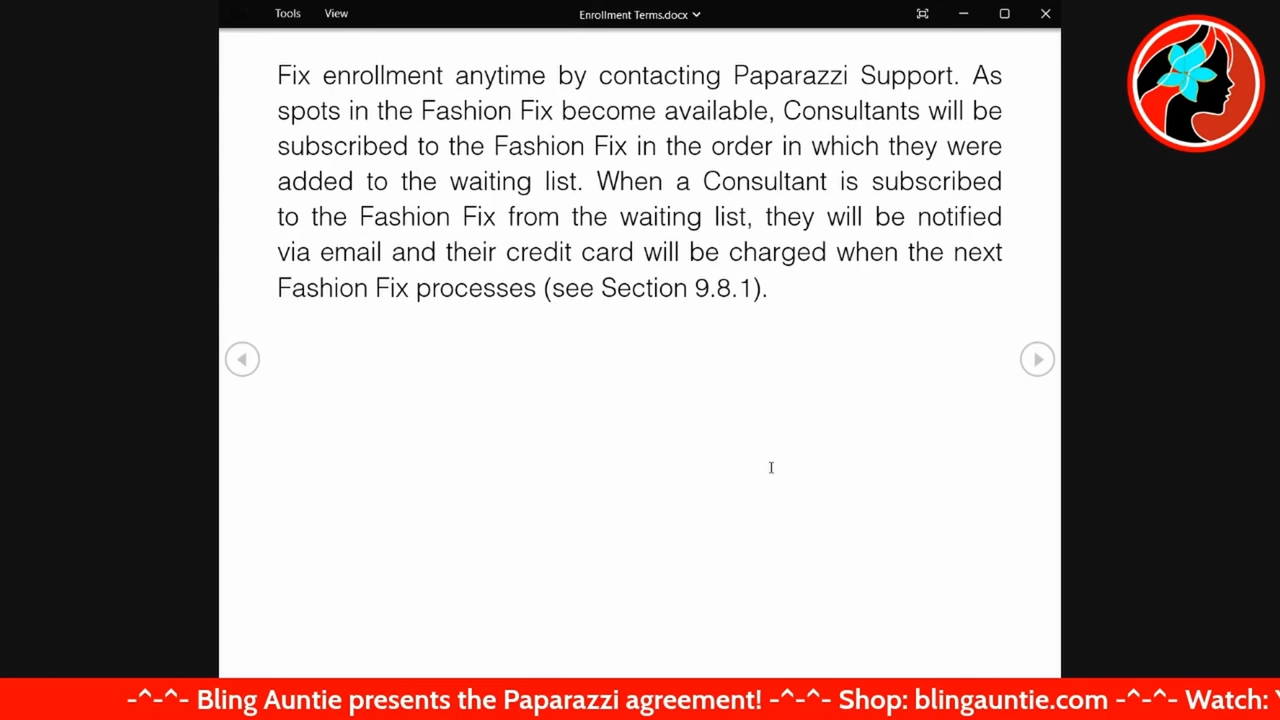 Tools View Enrollment Terms.docx
Fix enrollment anytime by contacting Paparazzi Support. As
spots in the Fashion Fix become available, Consultants will be
subscribed to the Fashion Fix in the order in which they were
added to the waiting list. When a Consultant is subscribed
to the Fashion Fix from the waiting list, they will be notified
via email and their credit card will be charged when the next
Fashion Fix processes (see Section 9.8.1).
-^-^- Bling Auntie presents the Paparazzi agreement! -^-^- Shop: blingauntie.com -^-^- Watch: